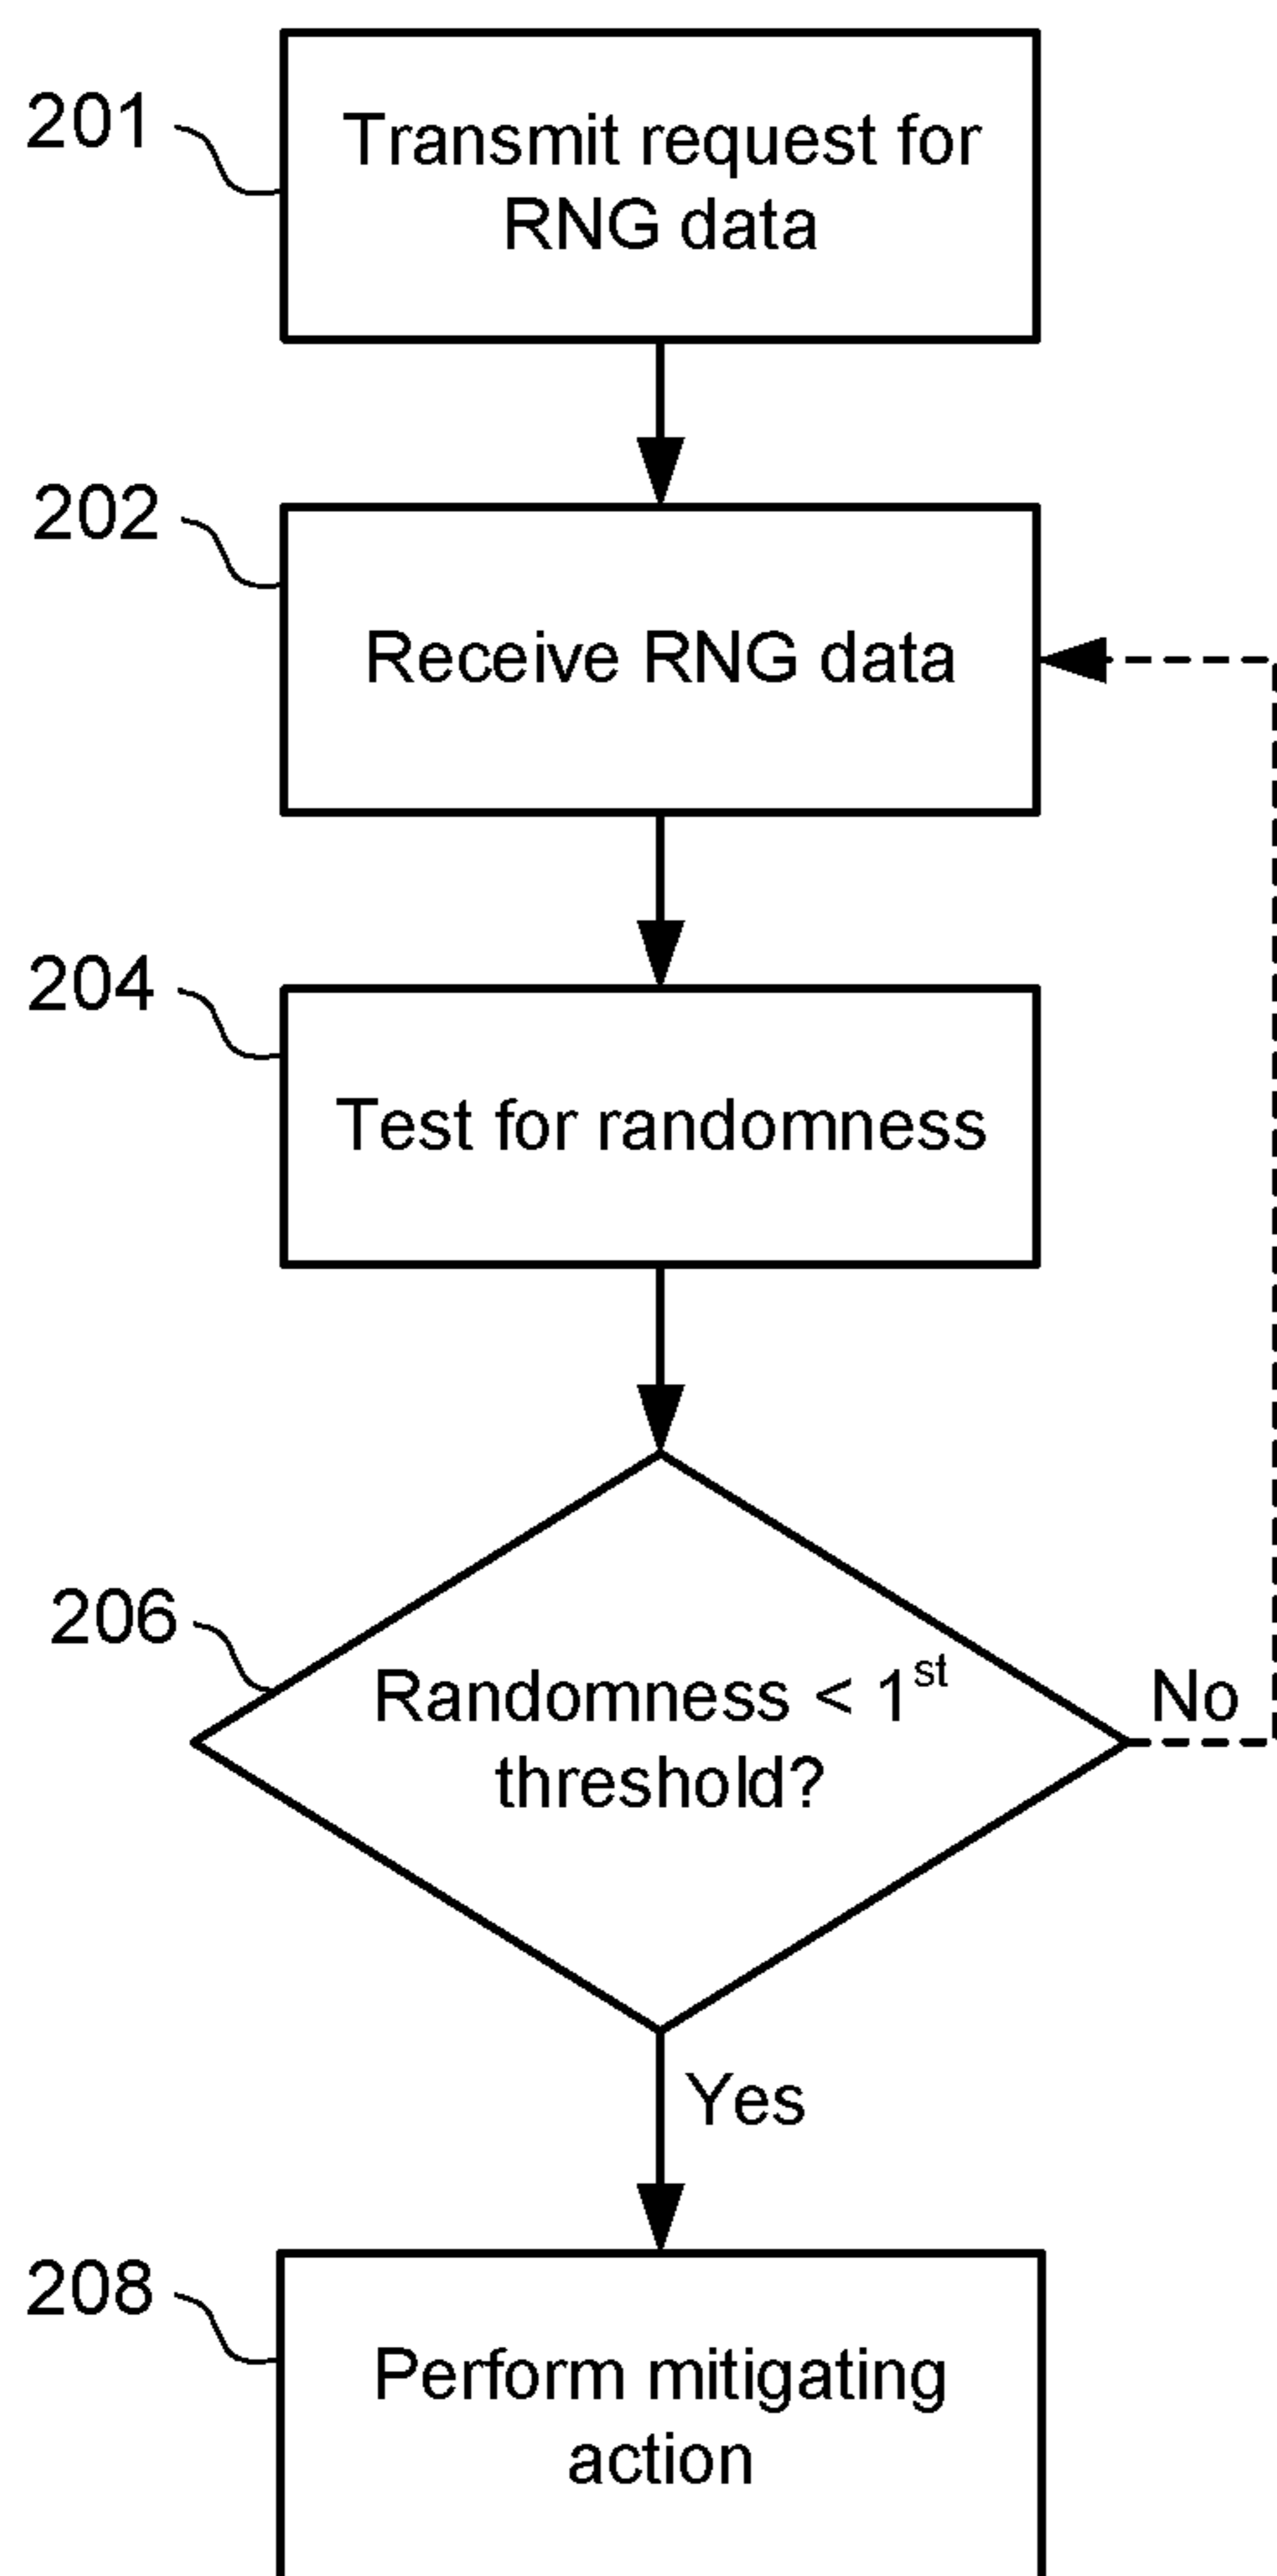 201
Transmit request for
RNG data
202
Receive RNG data
204
Test for randomness
206
Randomness < 1st
threshold?
No
Yes
208
Perform mitigating
action